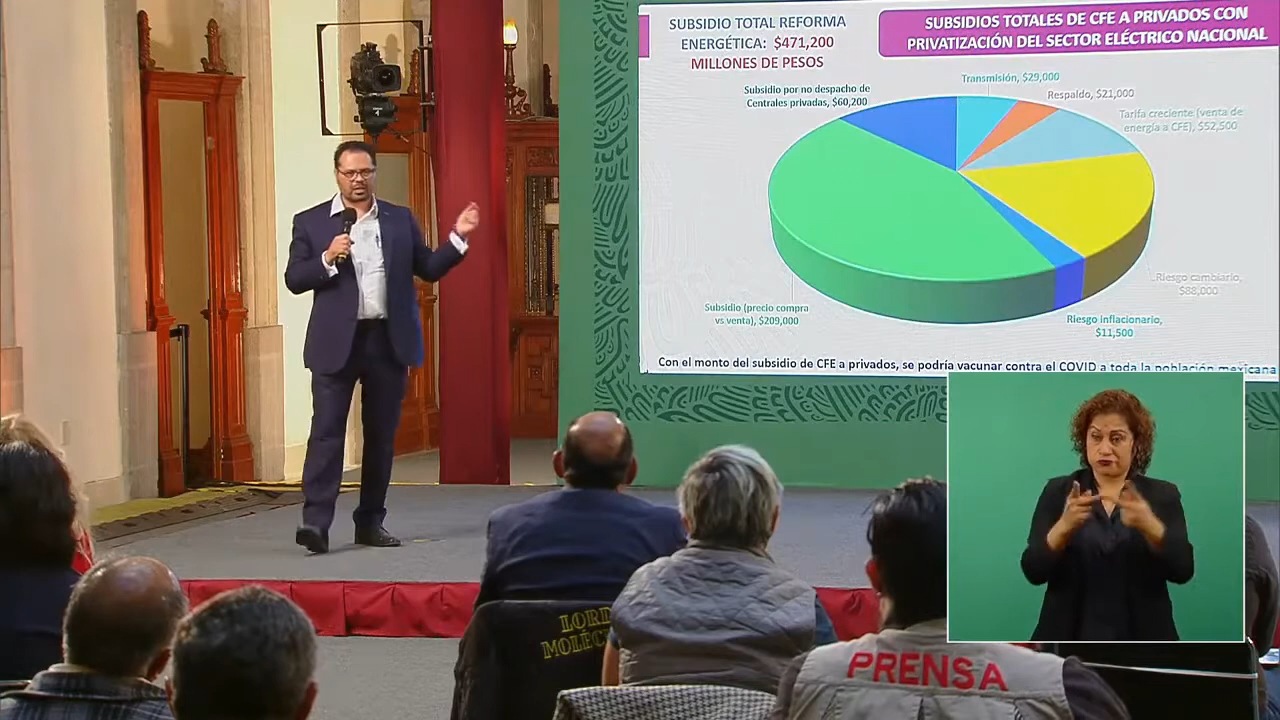 SUBSIDIO TOTAL REFORMA
ENERGÉTICA: $471,200
MILLONES DE PESOS
SUBSIDIOS TOTALES DE CFE A PRIVADOS CON
PRIVATIZACIÓN DEL SECTOR ELÉCTRICO NACIONAL
Transmisión, $29,000
Subsidio por no despacho de
Centrales privadas, $60,200
Respaldo, $21,000
Tarifa creciente (venta de
energía a CFE), $52,500
Riesgo cambiario,
$88,000
Subsidio (precio compra
vs venta), $209,000
Riesgo inflacionario,
$11,500
Con el monto del subsidio de CFE a privados, se podría vacunar contra el COVID a toda la población mexicana
LORD
MOLÉC
PRENSA